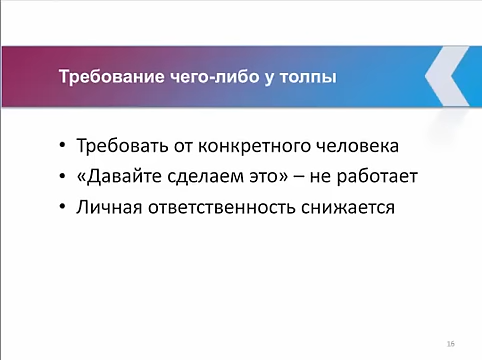 Требование чего-либо у толпы
• Требовать от конкретного человека
• «Давайте сделаем это» – не работает
• Личная ответственность снижается
16